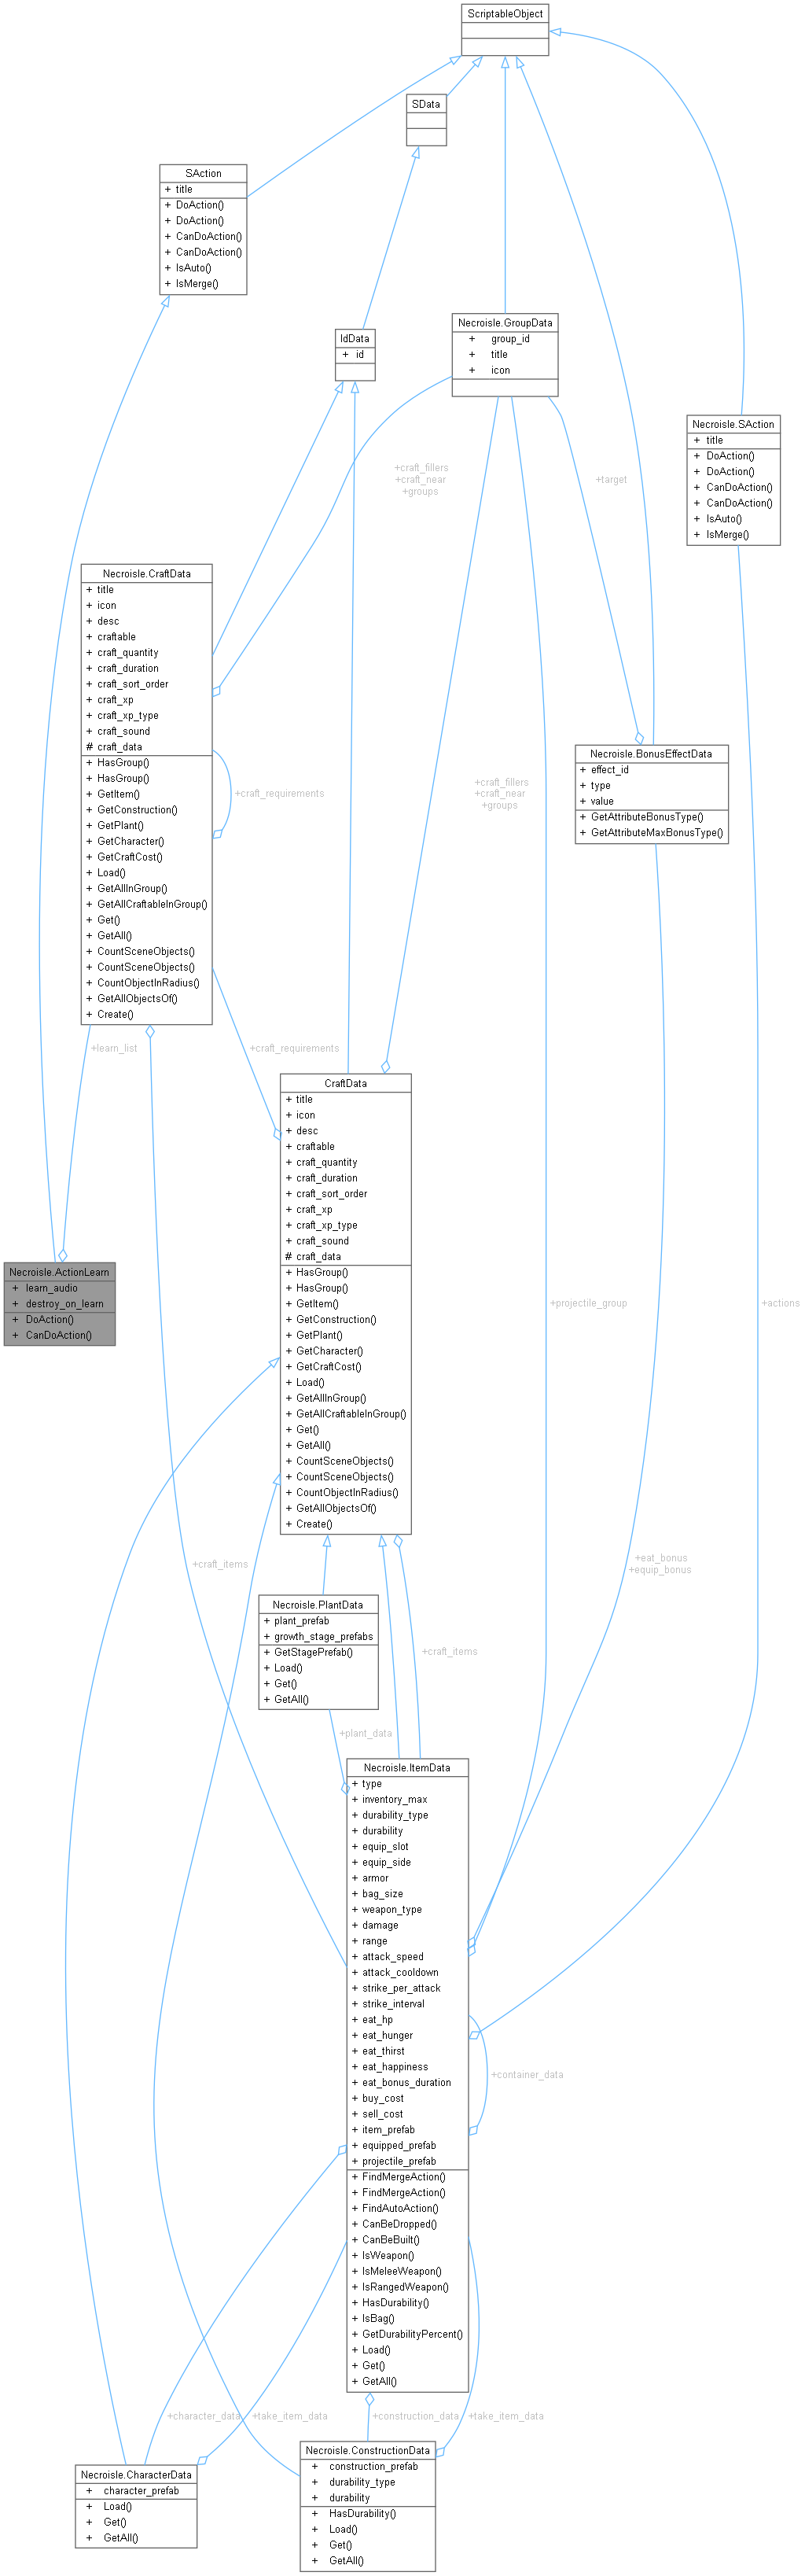 ScriptableObject
SData
SAction
+ title
+ DoAction()
+ DoAction()
+ CanDoAction()
+ CanDoAction()
+ IsAuto()
+ IsMerge()
IdData
+ id
Necroisle.GroupData
+ group_id
+ title
+ icon
Necroisle.SAction
+ title
+ DoAction()
+ DoAction()
+ CanDoAction()
+ CanDoAction()
+ IsAuto()
+ IsMerge()
+craft_fillers
+craft_near
+groups
+target
Necroisle.CraftData
+ title
+ icon
+ desc
+ craftable
+ craft_quantity
+ craft_duration
+ craft_sort_order
+ craft_xp
+ craft_xp_type
+ craft_sound
# craft_data
+ HasGroup()
+ HasGroup()
+ GetItem()
+ GetConstruction()
+ GetPlant()
+ GetCharacter()
+ GetCraftCost()
+ Load()
+ GetAllInGroup()
+ GetAllCraftableInGroup()
+ Get()
+ GetAll()
+ CountSceneObjects()
+ CountSceneObjects()
+ CountObjectInRadius()
+ GetAllObjectsOf()
+ Create()
+craft_requirements
+craft_fillers
+craft_near
+groups
Necroisle.BonusEffectData
+ effect_id
+ type
+ value
+ GetAttributeBonusType()
+ GetAttributeMaxBonusType()
+learn_list
+craft_requirements
CraftData
+ title
+ icon
+ desc
+ craftable
+ craft_quantity
+ craft_duration
+ craft_sort_order
+ craft_xp
+ craft_xp_type
+ craft_sound
# craft_data
+ HasGroup()
+ HasGroup()
+ GetItem()
+ GetConstruction()
+ GetPlant()
+ GetCharacter()
+ GetCraftCost()
+ Load()
+ GetAllInGroup()
+ GetAllCraftableInGroup()
+ Get()
+ GetAll()
+ CountSceneObjects()
+ CountSceneObjects()
+ CountObjectInRadius()
+ GetAllObjectsOf()
+ Create()
Necroisle.ActionLearn
+ learn_audio
+ destroy_on_learn
+ DoAction()
+ CanDoAction()
+projectile_group
+actions
+craft_items
+eat_bonus
+equip_bonus
Necroisle.PlantData
+ plant_prefab
+ growth_stage_prefabs
+ GetStagePrefab()
+ Load()
+ Get()
+ GetAll()
+craft_items
+plant_data
Necroisle.ItemData
+ type
+ inventory_max
+ durability_type
+ durability
+ equip_slot
+ equip_side
+ armor
+ bag_size
+ weapon_type
+ damage
+ range
+ attack_speed
+ attack_cooldown
+ strike_per_attack
+ strike_interval
+ eat_hp
+ eat_hunger
+ eat_thirst
+ eat_happiness
+ eat_bonus_duration
+ buy_cost
+ sell_cost
+ item_prefab
+ equipped_prefab
+ projectile_prefab
+ FindMergeAction()
+ FindMergeAction()
+ FindAutoAction()
+ CanBeDropped()
+ CanBeBuilt()
+ IsWeapon()
+ IsMeleeWeapon()
+ IsRangedWeapon()
+ HasDurability()
+ IsBag()
+ GetDurabilityPercent()
+ Load()
+ Get()
+ GetAll()
+container_data
+character_data
+take_item_data
+construction_data
+take_item_data
Necroisle.CharacterData
+ character_prefab
+ Load()
+ Get()
+ GetAll()
Necroisle.ConstructionData
+ construction_prefab
+ durability_type
+ durability
+ HasDurability()
+ Load()
+ Get()
+ GetAll()